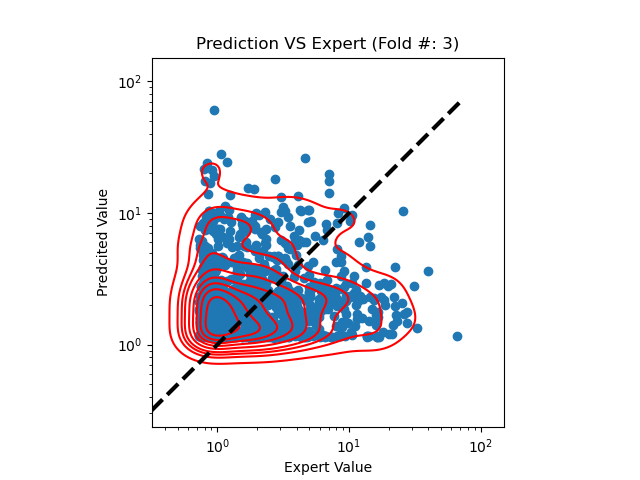 Prediction VS Expert (Fold #: 3)
Predcited Value
10²
10¹
10⁰
10⁰ 10¹ 10²
Expert Value